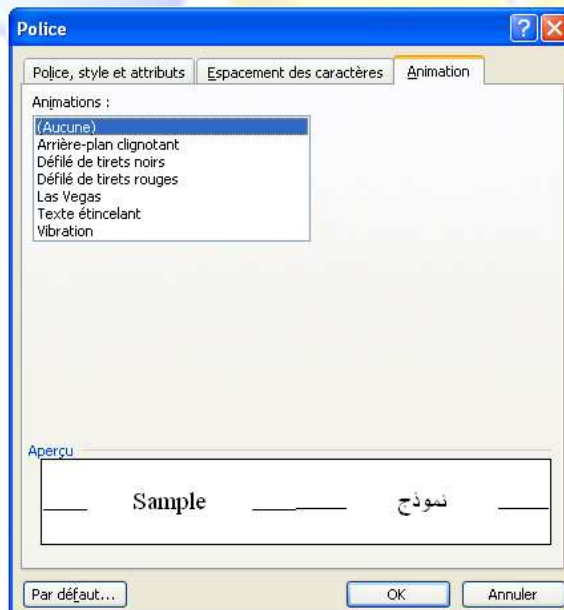 Police
Police, style et attributs Espacement des caractères Animation
Animations :
(Aucune)
Arrière-plan clignotant
Défilé de tirets noirs
Défilé de tirets rouges
Las Vegas
Texte étincelant
Vibration
Aperçu
Sample نموذج
Par défaut... OK Annuler